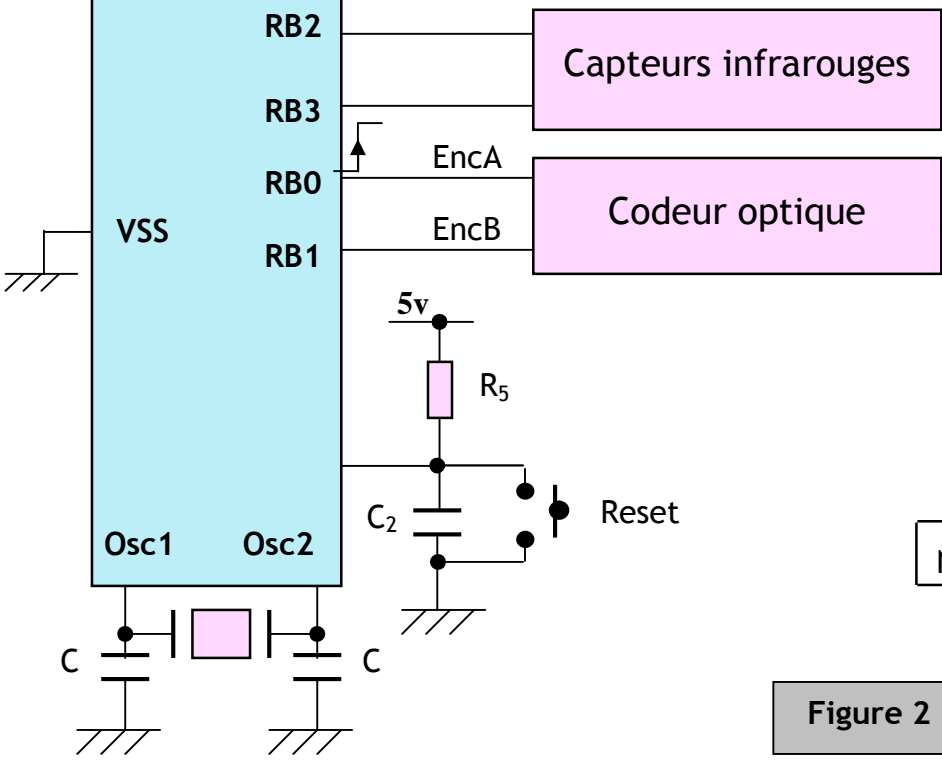 RB2
Capteurs infrarouges
RB3
EncA
RB0
Codeur optique
VSS
EncB
RB1
5v
R₅
C₂
Reset
Osc1 Osc2
C C
Figure 2